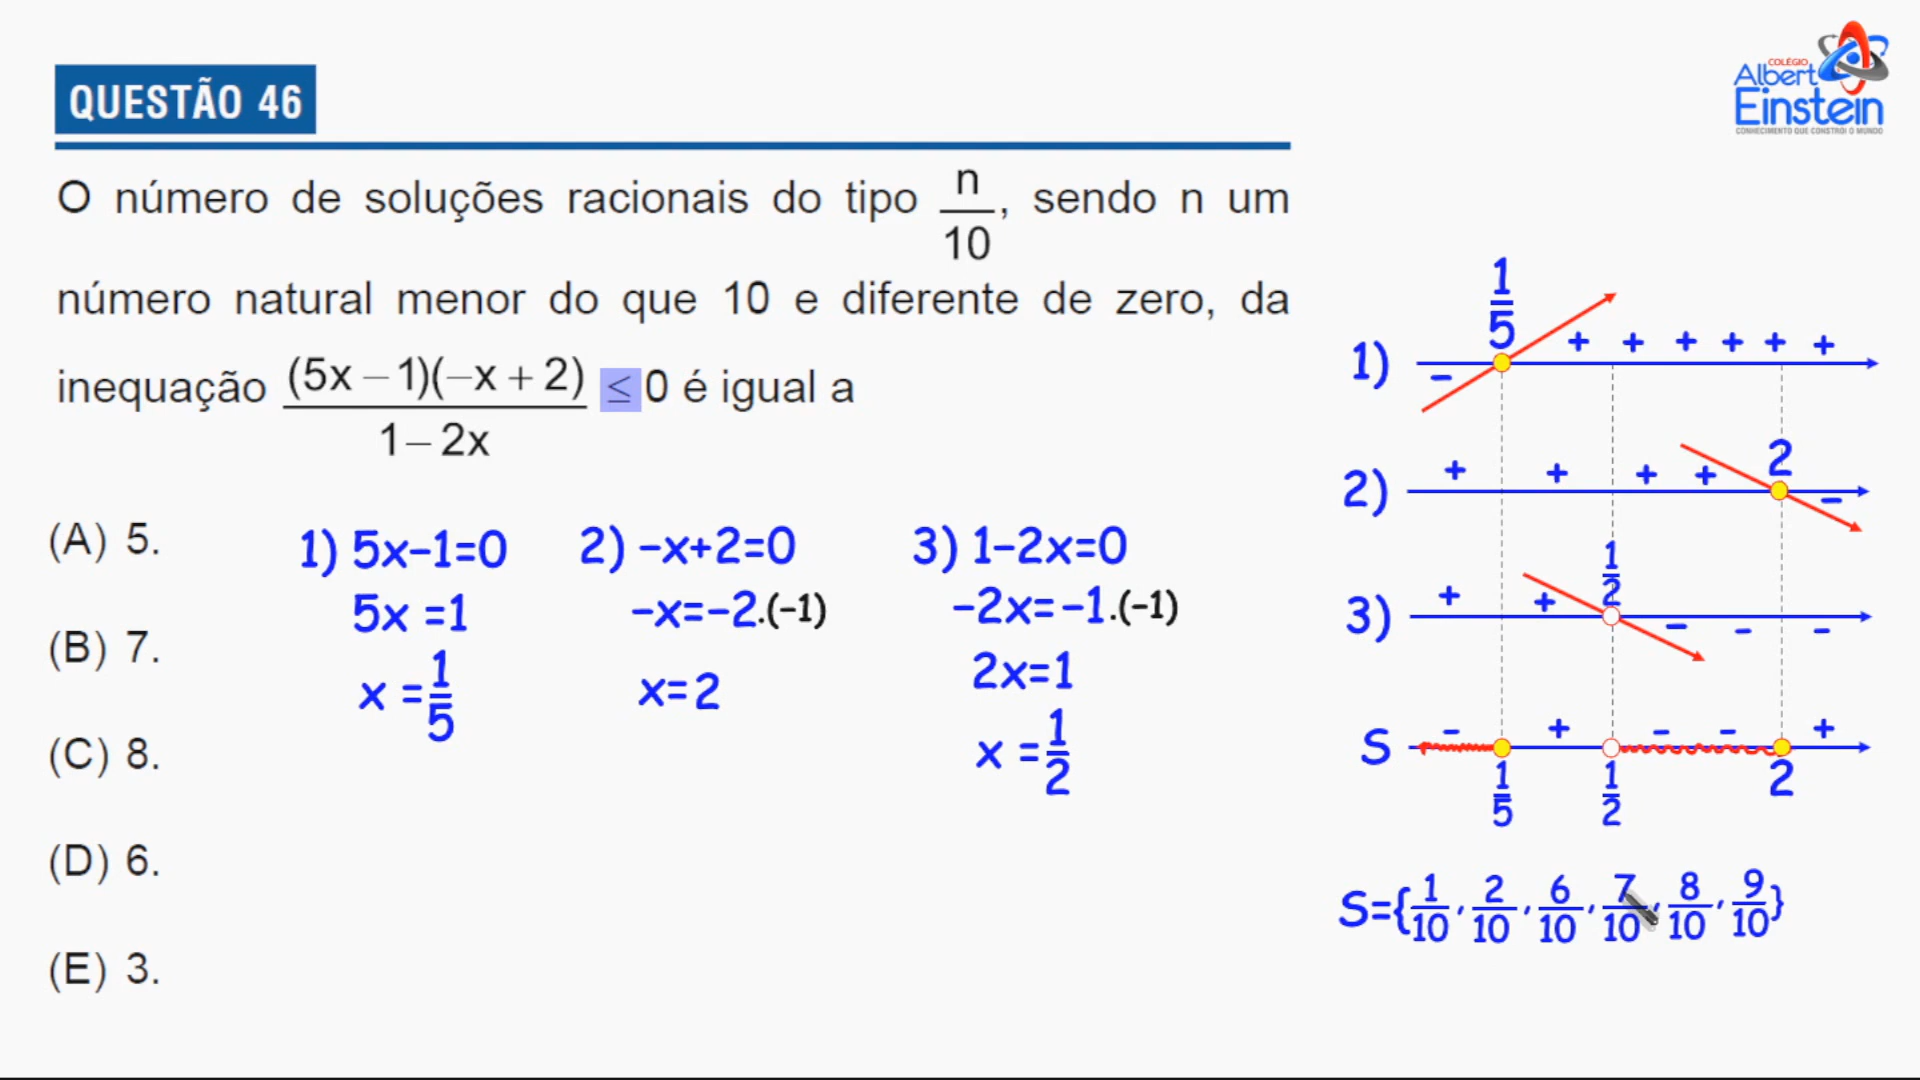 COLÉGIO
Albert
Einstein
CONHECIMENTO QUE CONSTRÓI O MUNDO
QUESTÃO 46
O número de soluções racionais do tipo n/10, sendo n um
número natural menor do que 10 e diferente de zero, da
inequação (5x – 1)(–x + 2)/1 – 2x ≤ 0 é igual a
(A) 5.
(B) 7.
(C) 8.
(D) 6.
(E) 3.
1) 5x-1=0
5x =1
x = 1/5
2) -x+2=0
-x=-2.(-1)
x=2
3) 1-2x=0
-2x=-1.(-1)
2x=1
x = 1/2
1/5
1) - + + + + + +
2
2) + + + + -
1/2
3) + + - - -
S - + - - +
1/5 1/2 2
S={1/10, 2/10, 6/10, 7/10, 8/10, 9/10}